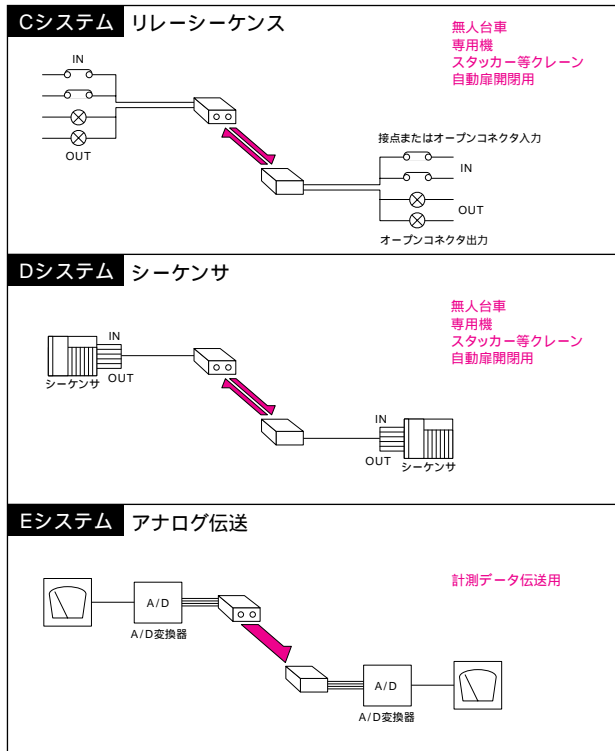 Cシステム リレーシーケンス
無人台車
専用機
スタッカー等クレーン
自動扉開閉用
IN
OUT
接点またはオープンコネクタ入力
IN
OUT
オープンコネクタ出力
Dシステム シーケンサ
無人台車
専用機
スタッカー等クレーン
自動扉開閉用
IN
OUT
シーケンサ
IN
OUT
シーケンサ
Eシステム アナログ伝送
計測データ伝送用
A/D
A/D変換器
A/D
A/D変換器